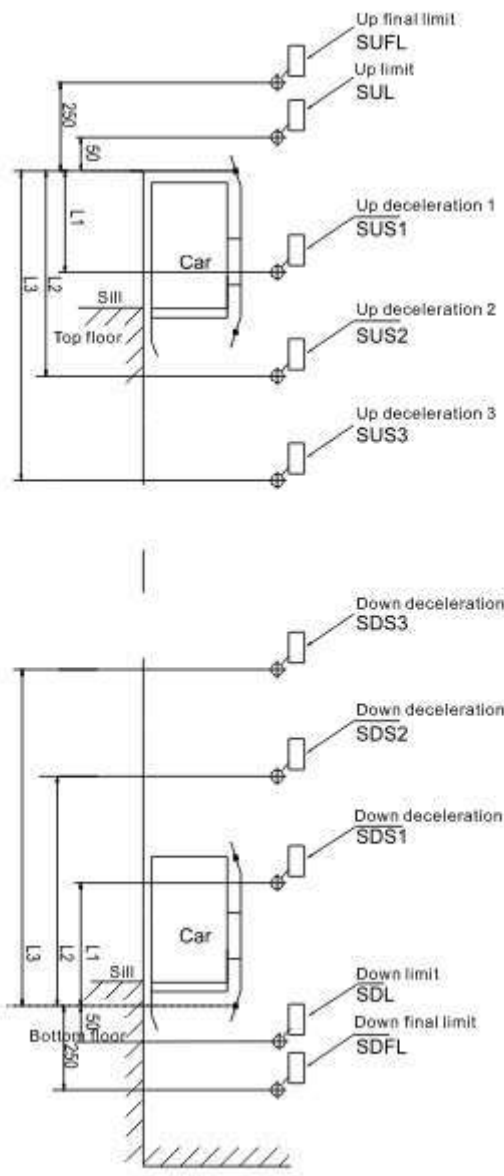 Up final limit
SUFL
Up limit
SUL
250
50
L1
Up deceleration 1
SUS1
Car
L3
L2
Sill
Top floor
Up deceleration 2
SUS2
Up deceleration 3
SUS3
Down deceleration
SDS3
Down deceleration
SDS2
Down deceleration
SDS1
Car
L3
L2
L1
Sill
Down limit
SDL
Bottom floor
50
Down final limit
SDFL
250